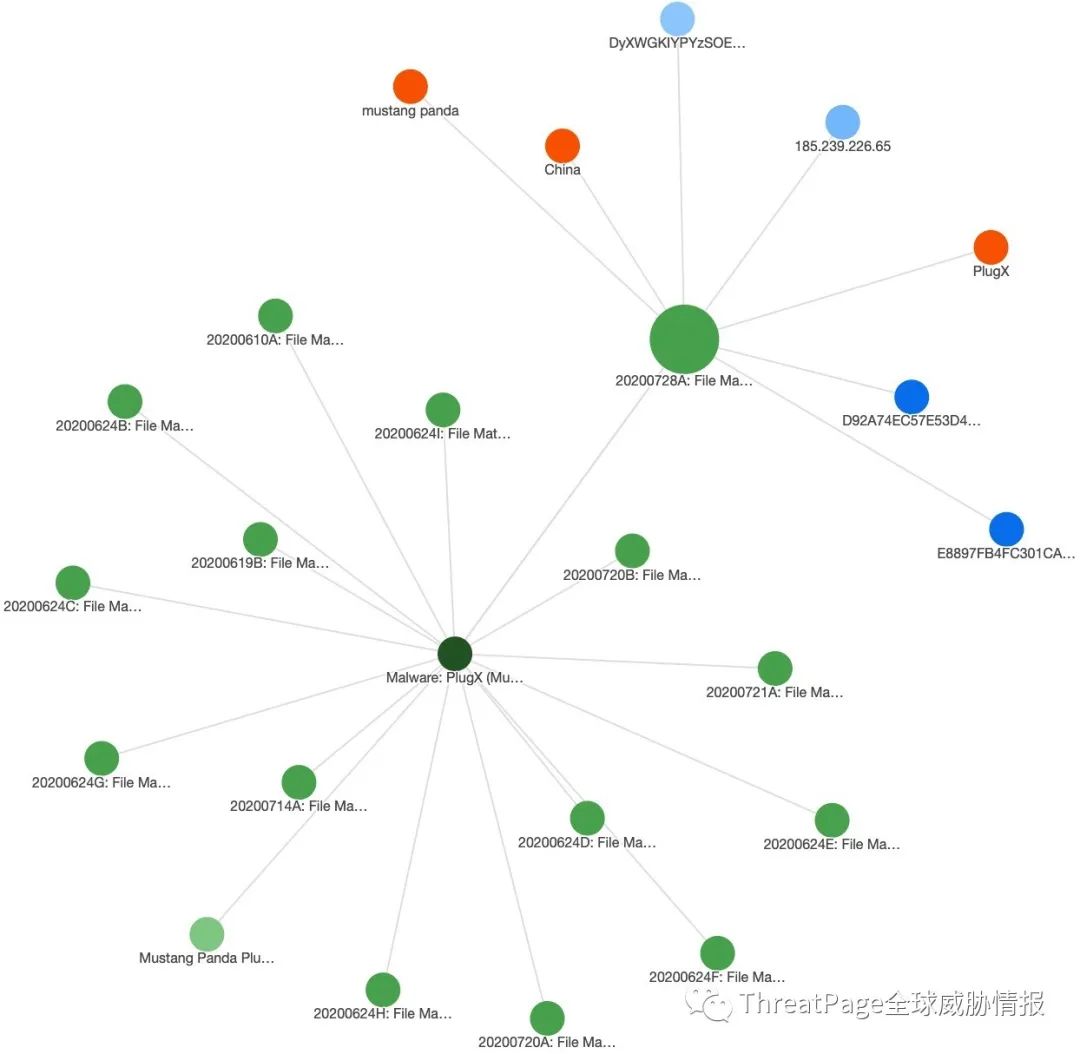 DyXWGKIYPYzSOE...
mustang panda
185.239.226.65
China
PlugX
20200610A: File Ma...
20200728A: File Ma...
D92A74EC57E53D4...
20200624B: File Ma...
20200624I: File Mat...
E8897FB4FC301CA...
20200619B: File Ma...
20200720B: File Ma...
20200624C: File Ma...
Malware: PlugX (Mu...
20200721A: File Ma...
20200624G: File Ma...
20200714A: File Ma...
20200624D: File Ma...
20200624E: File Ma...
Mustang Panda Plu...
20200624F: File Ma...
ThreatPage全球威胁情报
20200624H: File Ma...
20200720A: File Ma...